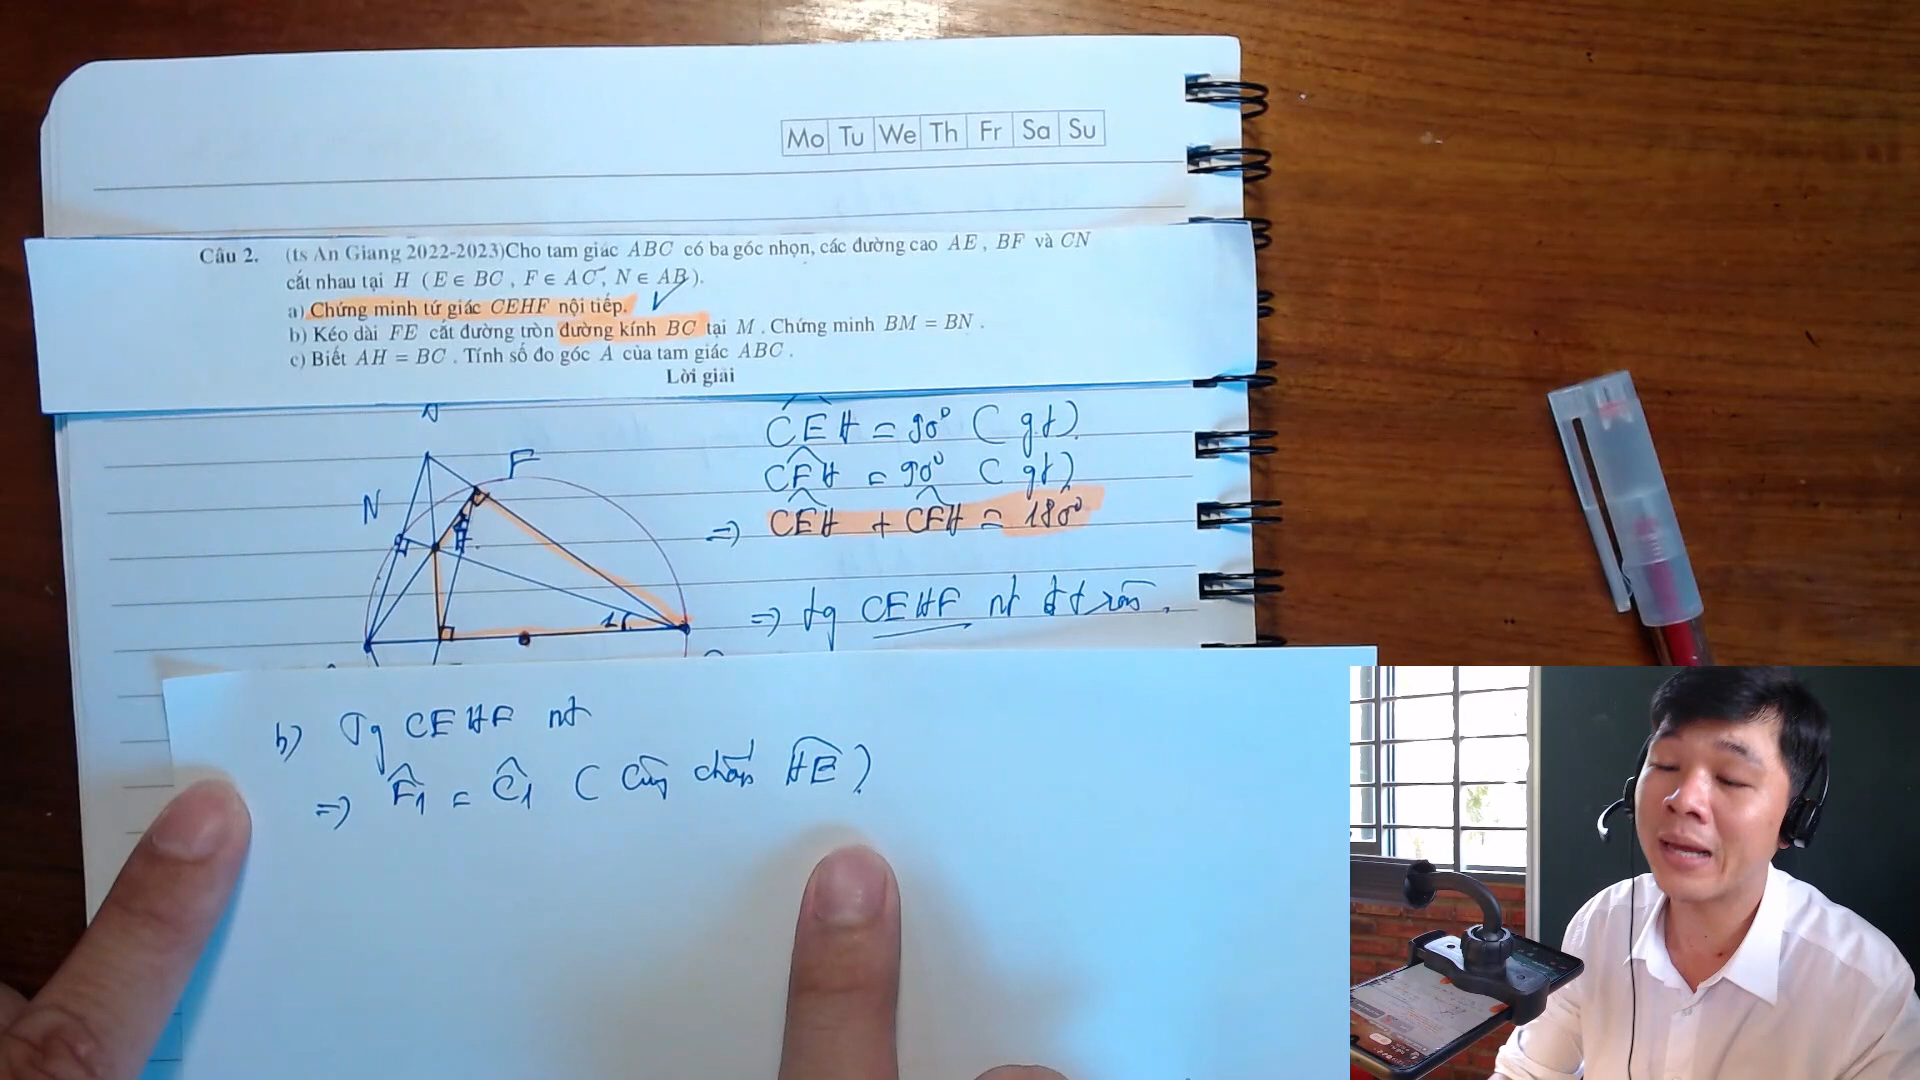 Mo Tu We Th Fr Sa Su
Câu 2. (ts An Giang 2022-2023)Cho tam giác ABC có ba góc nhọn, các đường cao AE , BF và CN
cắt nhau tại H ( E ∈ BC , F ∈ AC , N ∈ AB ).
a) Chứng minh tứ giác CEHF nội tiếp.
b) Kéo dài FE cắt đường tròn đường kính BC tại M . Chứng minh BM = BN .
c) Biết AH = BC . Tính số đo góc A của tam giác ABC .
Lời giải
CEH = 90° ( gt)
CFH = 90° ( gt)
=> CEH + CFH = 180°
=> tg CEHF nt
F
N
1
b) Tg CEHF nt
=> F̂1 = Ĉ1 ( Cùng chắn HE )